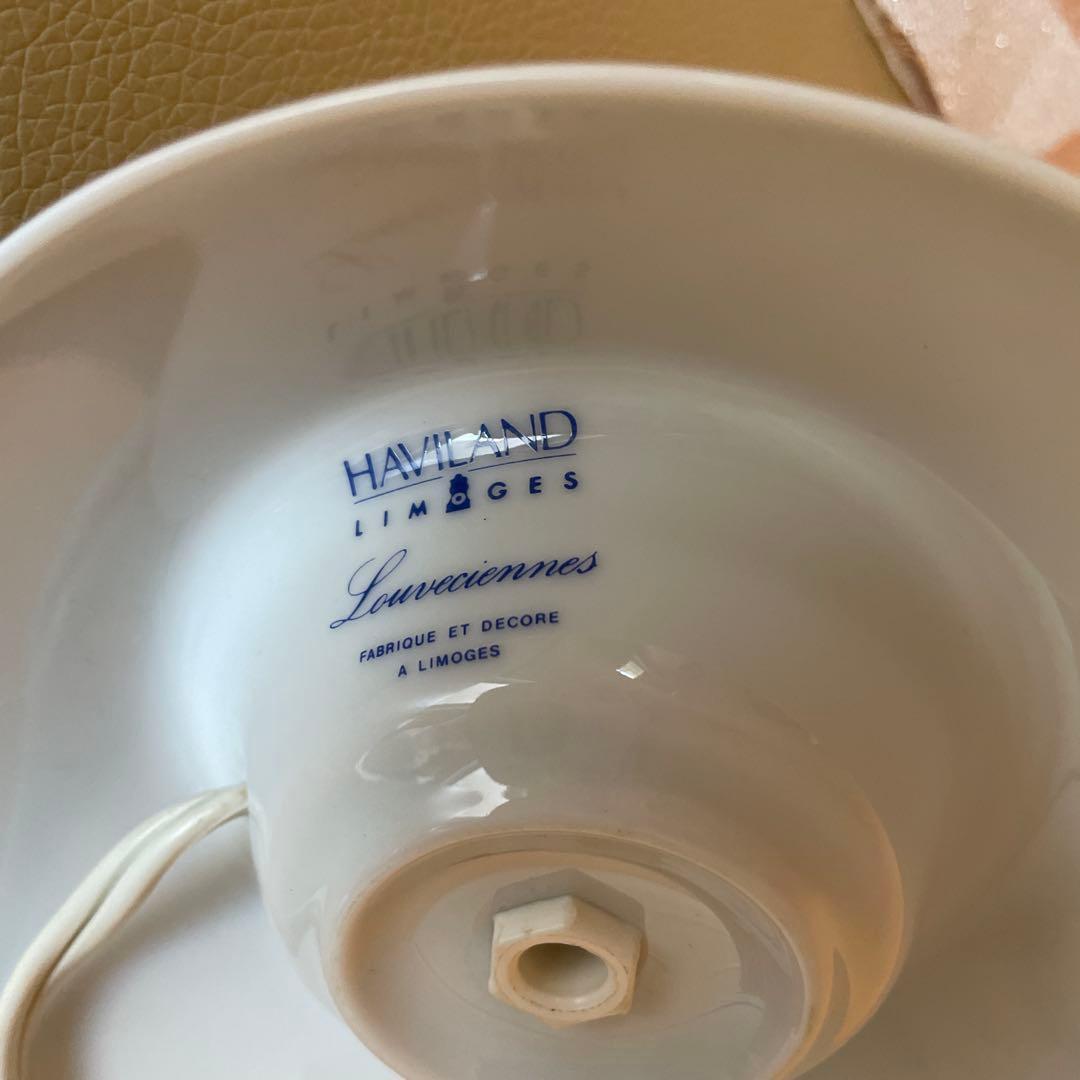 HAVILAND
LIMOGES
Louveciennes
FABRIQUE ET DECORE
A LIMOGES